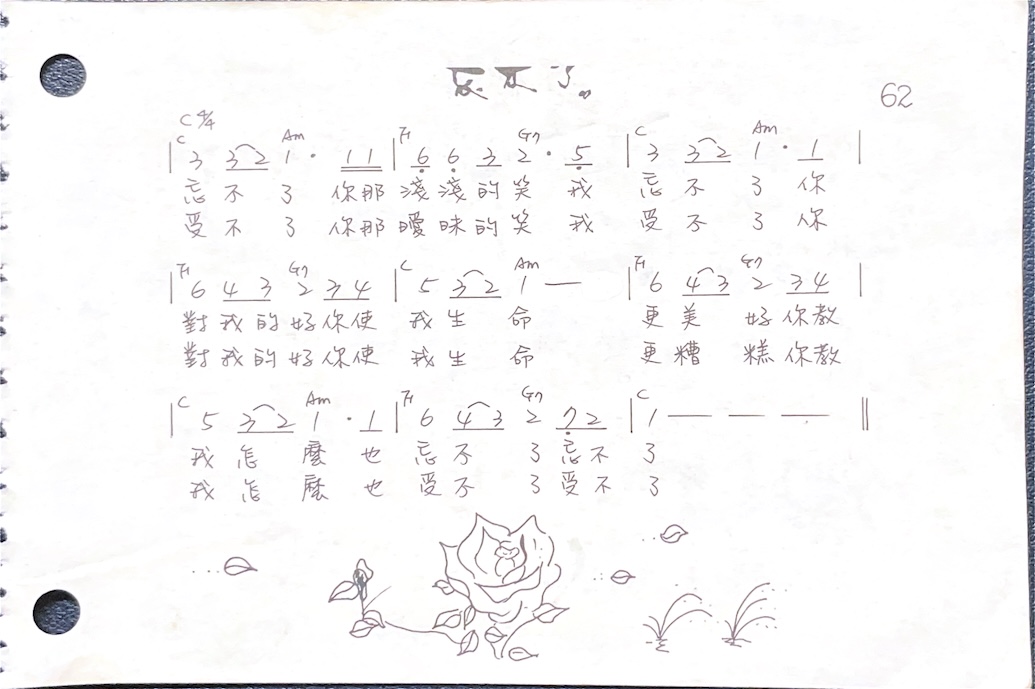 忘不了
62
C 4/4
C Am F G7 C Am
| 3 3 2 1 · 1 1 | 6 6 3 2 · 5 | 3 3 2 1 · 1 |
忘不了你那淺淺的笑我忘不了你
受不了你那曖昧的笑我受不了你
F G7 C Am F G7
| 6 4 3 2 3 4 | 5 3 2 1 — | 6 4 3 2 3 4 |
對我的好你使我生命更美好你教
對我的好你使我生命更糟糕你教
C Am F G7 C
| 5 3 2 1 · 1 | 6 4 3 2 7 2 | 1 — — — ||
我怎麼也忘不了忘不了
我怎麼也受不了受不了